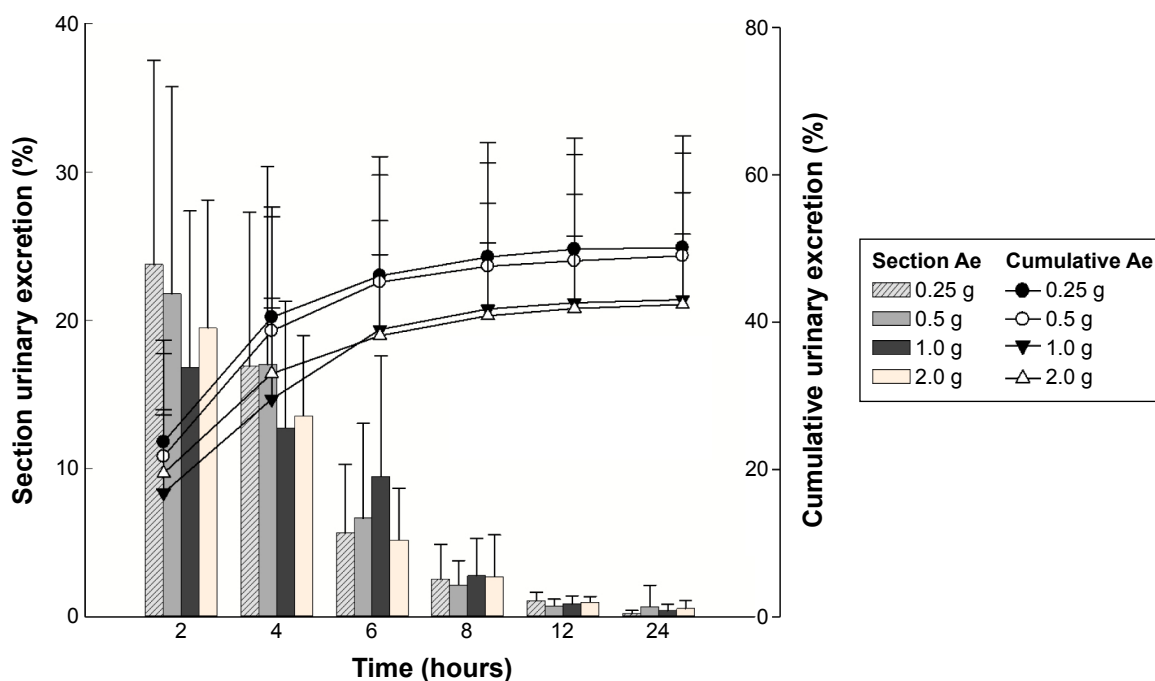 Section urinary excretion (%)
40
30
20
10
0
2 4 6 8 12 24
Time (hours)
80
60
40
20
0
Cumulative urinary excretion (%)
Section Ae Cumulative Ae
0.25 g 0.25 g
0.5 g 0.5 g
1.0 g 1.0 g
2.0 g 2.0 g